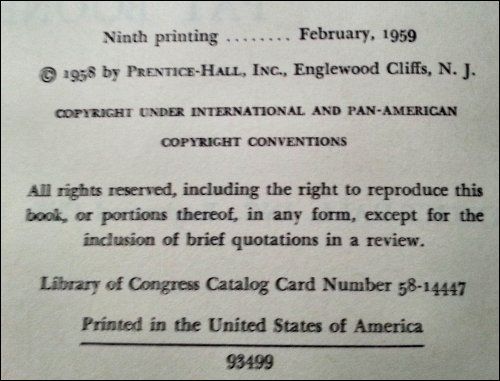 Ninth printing ........ February, 1959
© 1958 by PRENTICE-HALL, INC., Englewood Cliffs, N. J.
COPYRIGHT UNDER INTERNATIONAL AND PAN-AMERICAN
COPYRIGHT CONVENTIONS
All rights reserved, including the right to reproduce this
book, or portions thereof, in any form, except for the
inclusion of brief quotations in a review.
Library of Congress Catalog Card Number 58-14447
Printed in the United States of America
93499